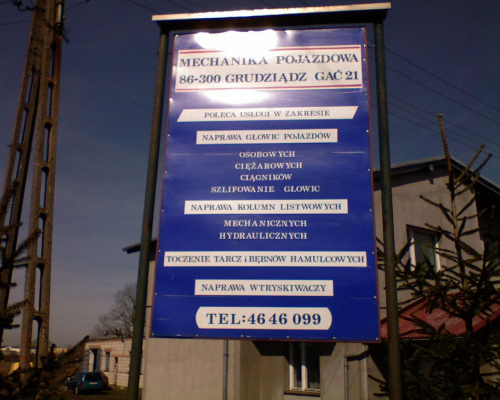 MECHANIKA POJAZDOWA
86-300 GRUDZIĄDZ GAĆ 21
POLECA USŁUGI W ZAKRESIE
NAPRAWA GŁOWIC POJAZDÓW
OSOBOWYCH
CIĘŻAROWYCH
CIĄGNIKÓW
SZLIFOWANIE GŁOWIC
NAPRAWA KOLUMN LISTWOWYCH
MECHANICZNYCH
HYDRAULICZNYCH
TOCZENIE TARCZ i BĘBNÓW HAMULCOWYCH
NAPRAWA WTRYSKIWACZY
TEL:46 46 099